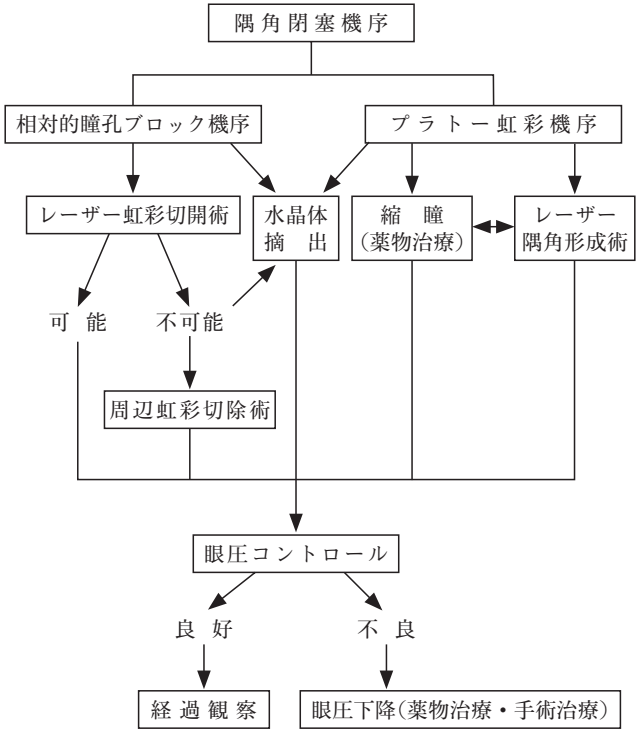 隅角閉塞機序
相対的瞳孔ブロック機序
プラトー虹彩機序
レーザー虹彩切開術
水晶体
摘出
縮瞳
(薬物治療)
レーザー
隅角形成術
可能
不可能
周辺虹彩切除術
眼圧コントロール
良好
不良
経過観察
眼圧下降(薬物治療・手術治療)